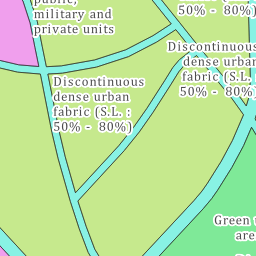 public,
military and
private units
50% - 80%)
Discontinuous
dense urban
fabric (S.L. :
50% - 80%)
Discontinuous
dense urban
fabric (S.L.
50% - 80%)
Green
are